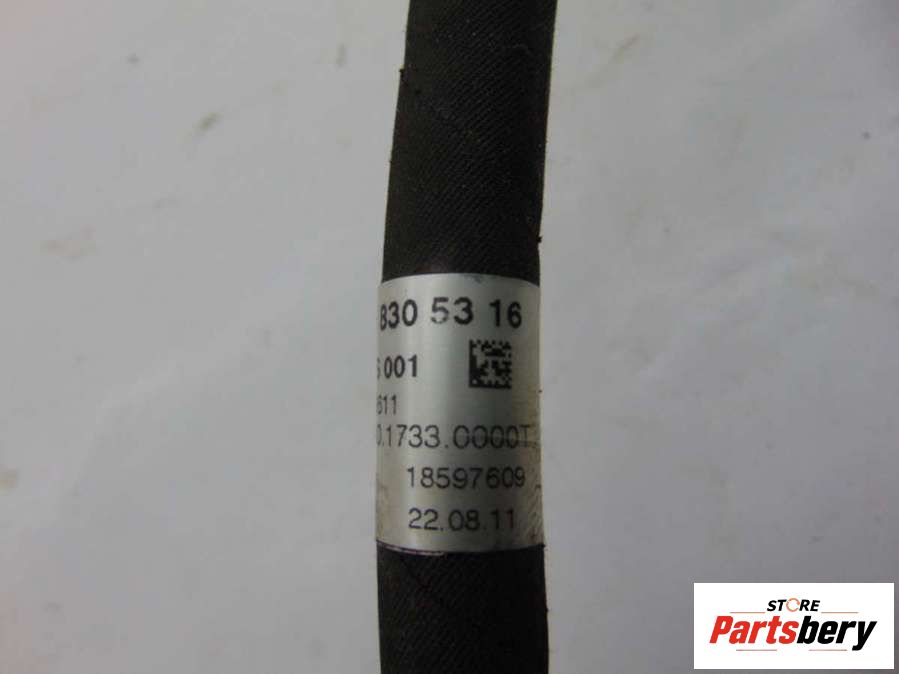 830 53 16
001
611
0.1733.0000T
18597609
22.08.11
STORE
Partsbery